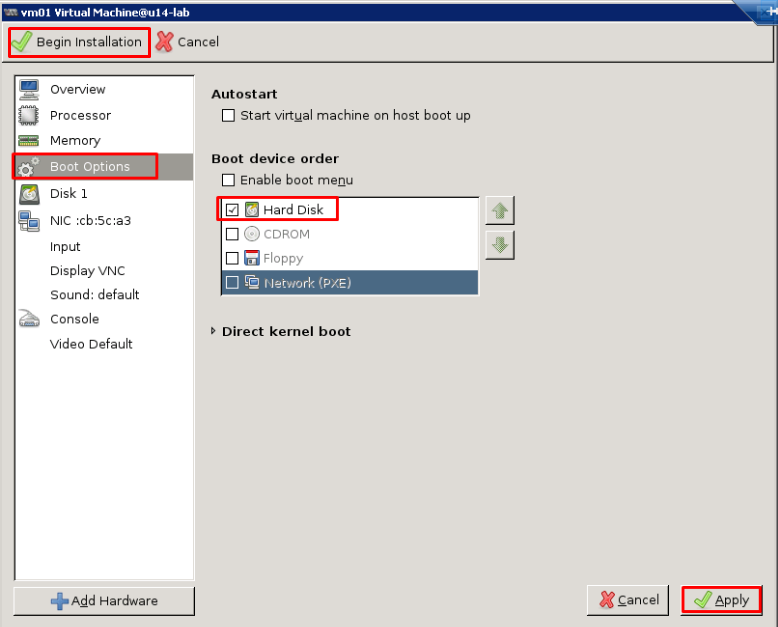 vm01 Virtual Machine@u14-lab
Begin Installation Cancel
Overview
Processor
Memory
Boot Options
Disk 1
NIC :cb:5c:a3
Input
Display VNC
Sound: default
Console
Video Default
Add Hardware
Autostart
Start virtual machine on host boot up
Boot device order
Enable boot menu
Hard Disk
CDROM
Floppy
Network (PXE)
Direct kernel boot
Cancel Apply